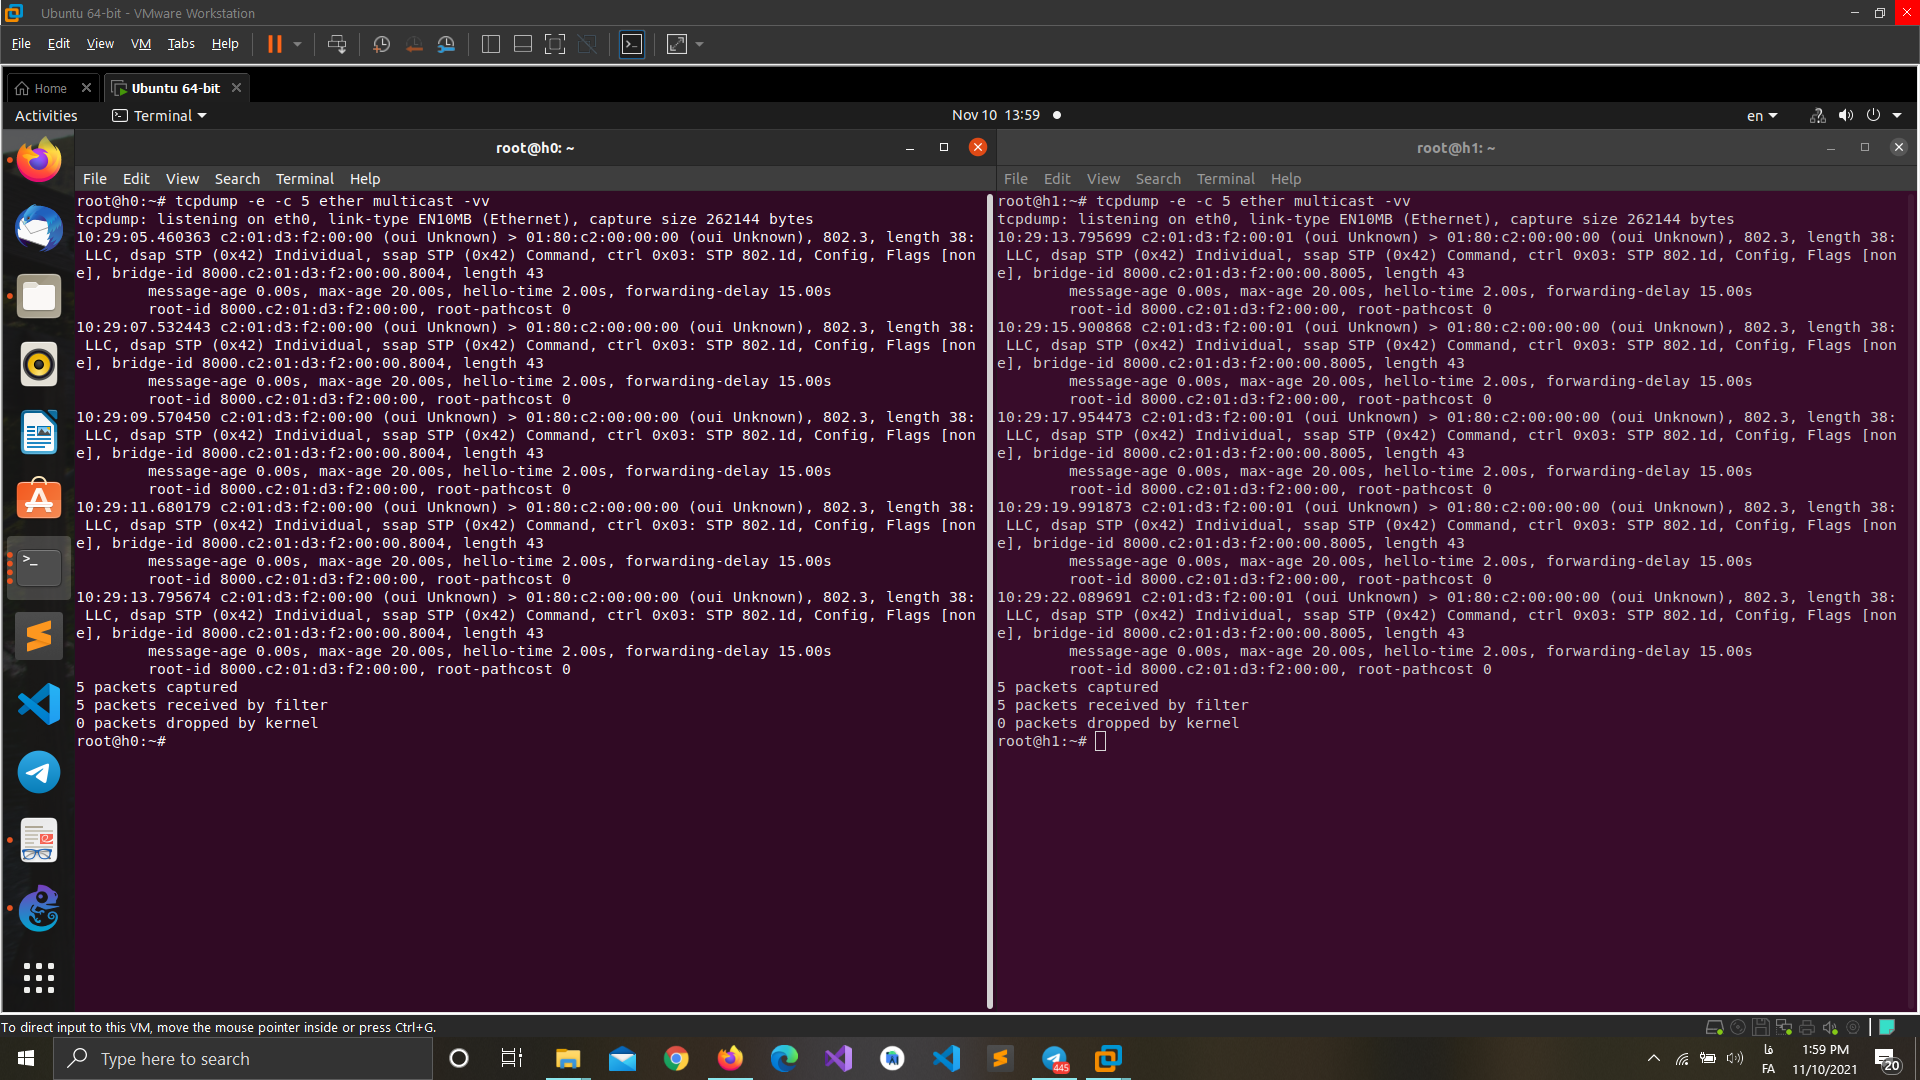 Ubuntu 64-bit - VMware Workstation
File Edit View VM Tabs Help
Home Ubuntu 64-bit
Activities Terminal Nov 10 13:59 en
root@h0: ~
File Edit View Search Terminal Help
root@h0:~# tcpdump -e -c 5 ether multicast -vv
tcpdump: listening on eth0, link-type EN10MB (Ethernet), capture size 262144 bytes
10:29:05.460363 c2:01:d3:f2:00:00 (oui Unknown) > 01:80:c2:00:00:00 (oui Unknown), 802.3, length 38:
LLC, dsap STP (0x42) Individual, ssap STP (0x42) Command, ctrl 0x03: STP 802.1d, Config, Flags [non
e], bridge-id 8000.c2:01:d3:f2:00:00.8004, length 43
message-age 0.00s, max-age 20.00s, hello-time 2.00s, forwarding-delay 15.00s
root-id 8000.c2:01:d3:f2:00:00, root-pathcost 0
10:29:07.532443 c2:01:d3:f2:00:00 (oui Unknown) > 01:80:c2:00:00:00 (oui Unknown), 802.3, length 38:
LLC, dsap STP (0x42) Individual, ssap STP (0x42) Command, ctrl 0x03: STP 802.1d, Config, Flags [non
e], bridge-id 8000.c2:01:d3:f2:00:00.8004, length 43
message-age 0.00s, max-age 20.00s, hello-time 2.00s, forwarding-delay 15.00s
root-id 8000.c2:01:d3:f2:00:00, root-pathcost 0
10:29:09.570450 c2:01:d3:f2:00:00 (oui Unknown) > 01:80:c2:00:00:00 (oui Unknown), 802.3, length 38:
LLC, dsap STP (0x42) Individual, ssap STP (0x42) Command, ctrl 0x03: STP 802.1d, Config, Flags [non
e], bridge-id 8000.c2:01:d3:f2:00:00.8004, length 43
message-age 0.00s, max-age 20.00s, hello-time 2.00s, forwarding-delay 15.00s
root-id 8000.c2:01:d3:f2:00:00, root-pathcost 0
10:29:11.680179 c2:01:d3:f2:00:00 (oui Unknown) > 01:80:c2:00:00:00 (oui Unknown), 802.3, length 38:
LLC, dsap STP (0x42) Individual, ssap STP (0x42) Command, ctrl 0x03: STP 802.1d, Config, Flags [non
e], bridge-id 8000.c2:01:d3:f2:00:00.8004, length 43
message-age 0.00s, max-age 20.00s, hello-time 2.00s, forwarding-delay 15.00s
root-id 8000.c2:01:d3:f2:00:00, root-pathcost 0
10:29:13.795674 c2:01:d3:f2:00:00 (oui Unknown) > 01:80:c2:00:00:00 (oui Unknown), 802.3, length 38:
LLC, dsap STP (0x42) Individual, ssap STP (0x42) Command, ctrl 0x03: STP 802.1d, Config, Flags [non
e], bridge-id 8000.c2:01:d3:f2:00:00.8004, length 43
message-age 0.00s, max-age 20.00s, hello-time 2.00s, forwarding-delay 15.00s
root-id 8000.c2:01:d3:f2:00:00, root-pathcost 0
5 packets captured
5 packets received by filter
0 packets dropped by kernel
root@h0:~#
root@h1: ~
File Edit View Search Terminal Help
root@h1:~# tcpdump -e -c 5 ether multicast -vv
tcpdump: listening on eth0, link-type EN10MB (Ethernet), capture size 262144 bytes
10:29:13.795699 c2:01:d3:f2:00:01 (oui Unknown) > 01:80:c2:00:00:00 (oui Unknown), 802.3, length 38:
LLC, dsap STP (0x42) Individual, ssap STP (0x42) Command, ctrl 0x03: STP 802.1d, Config, Flags [non
e], bridge-id 8000.c2:01:d3:f2:00:00.8005, length 43
message-age 0.00s, max-age 20.00s, hello-time 2.00s, forwarding-delay 15.00s
root-id 8000.c2:01:d3:f2:00:00, root-pathcost 0
10:29:15.900868 c2:01:d3:f2:00:01 (oui Unknown) > 01:80:c2:00:00:00 (oui Unknown), 802.3, length 38:
LLC, dsap STP (0x42) Individual, ssap STP (0x42) Command, ctrl 0x03: STP 802.1d, Config, Flags [non
e], bridge-id 8000.c2:01:d3:f2:00:00.8005, length 43
message-age 0.00s, max-age 20.00s, hello-time 2.00s, forwarding-delay 15.00s
root-id 8000.c2:01:d3:f2:00:00, root-pathcost 0
10:29:17.954473 c2:01:d3:f2:00:01 (oui Unknown) > 01:80:c2:00:00:00 (oui Unknown), 802.3, length 38:
LLC, dsap STP (0x42) Individual, ssap STP (0x42) Command, ctrl 0x03: STP 802.1d, Config, Flags [non
e], bridge-id 8000.c2:01:d3:f2:00:00.8005, length 43
message-age 0.00s, max-age 20.00s, hello-time 2.00s, forwarding-delay 15.00s
root-id 8000.c2:01:d3:f2:00:00, root-pathcost 0
10:29:19.991873 c2:01:d3:f2:00:01 (oui Unknown) > 01:80:c2:00:00:00 (oui Unknown), 802.3, length 38:
LLC, dsap STP (0x42) Individual, ssap STP (0x42) Command, ctrl 0x03: STP 802.1d, Config, Flags [non
e], bridge-id 8000.c2:01:d3:f2:00:00.8005, length 43
message-age 0.00s, max-age 20.00s, hello-time 2.00s, forwarding-delay 15.00s
root-id 8000.c2:01:d3:f2:00:00, root-pathcost 0
10:29:22.089691 c2:01:d3:f2:00:01 (oui Unknown) > 01:80:c2:00:00:00 (oui Unknown), 802.3, length 38:
LLC, dsap STP (0x42) Individual, ssap STP (0x42) Command, ctrl 0x03: STP 802.1d, Config, Flags [non
e], bridge-id 8000.c2:01:d3:f2:00:00.8005, length 43
message-age 0.00s, max-age 20.00s, hello-time 2.00s, forwarding-delay 15.00s
root-id 8000.c2:01:d3:f2:00:00, root-pathcost 0
5 packets captured
5 packets received by filter
0 packets dropped by kernel
root@h1:~#
To direct input to this VM, move the mouse pointer inside or press Ctrl+G.
Type here to search
445
فا
FA
1:59 PM
11/10/2021
20